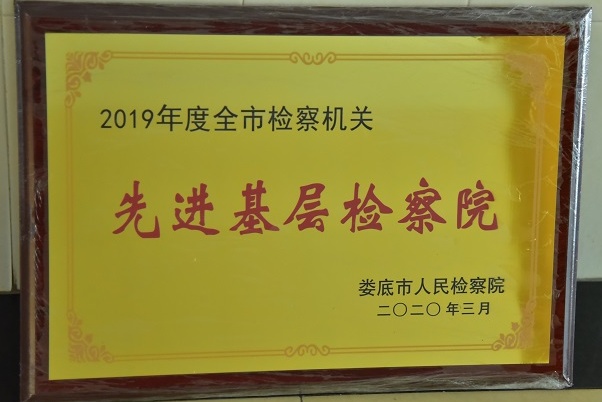 2019年度全市检察机关
先进基层检察院
娄底市人民检察院
二〇二〇年三月